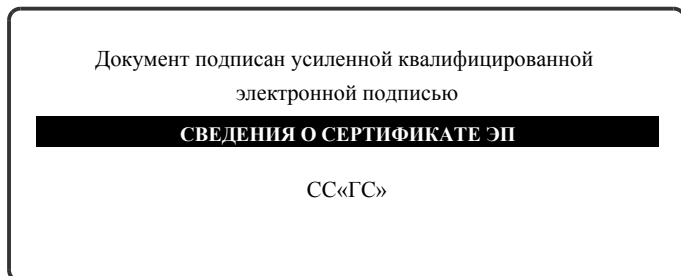 Документ подписан усиленной квалифицированной
электронной подписью
СВЕДЕНИЯ О СЕРТИФИКАТЕ ЭП
СС«ГС»